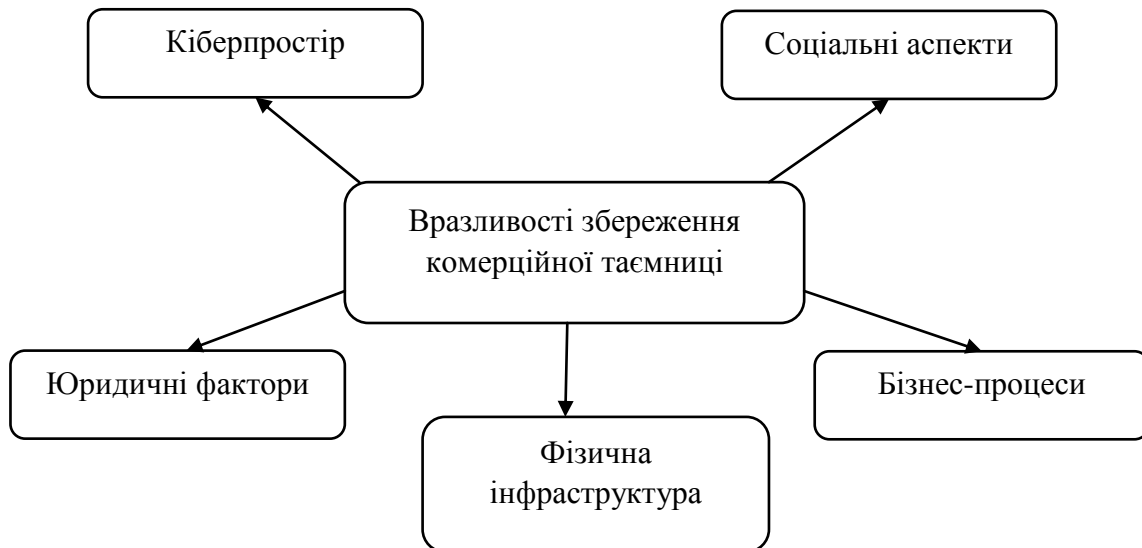 Кіберпростір
Соціальні аспекти
Вразливості збереження
комерційної таємниці
Юридичні фактори
Бізнес-процеси
Фізична
інфраструктура